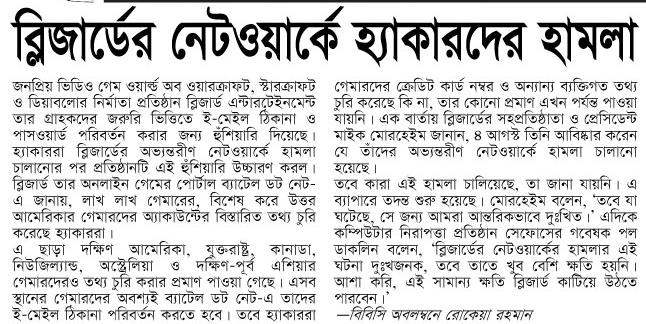 ব্লিজার্ডের নেটওয়ার্কে হ্যাকারদের হামলা
জনপ্রিয় ভিডিও গেম ওয়ার্ল্ড অব ওয়ারক্রাফট, স্টারক্রাফট
ও ডিয়াবলোর নির্মাতা প্রতিষ্ঠান ব্লিজার্ড এন্টারটেইনমেন্ট
তার গ্রাহকদের জরুরি ভিত্তিতে ই-মেইল ঠিকানা ও
পাসওয়ার্ড পরিবর্তন করার জন্য হুঁশিয়ারি দিয়েছে।
হ্যাকাররা ব্লিজার্ডের অভ্যন্তরীণ নেটওয়ার্কে হামলা
চালানোর পর প্রতিষ্ঠানটি এই হুঁশিয়ারি উচ্চারণ করল।
ব্লিজার্ড তার অনলাইন গেমের পোর্টাল ব্যাটেল ডট নেট-
এ জানায়, লাখ লাখ গেমারের, বিশেষ করে উত্তর
আমেরিকার গেমারদের অ্যাকাউন্টের বিস্তারিত তথ্য চুরি
করেছে হ্যাকাররা।
এ ছাড়া দক্ষিণ আমেরিকা, যুক্তরাষ্ট্র, কানাডা,
নিউজিল্যান্ড, অস্ট্রেলিয়া ও দক্ষিণ-পূর্ব এশিয়ার
গেমারদেরও তথ্য চুরি করার প্রমাণ পাওয়া গেছে। এসব
স্থানের গেমারদের অবশ্যই ব্যাটেল ডট নেট-এ তাদের
ই-মেইল ঠিকানা পরিবর্তন করতে হবে। তবে হ্যাকাররা
গেমারদের ক্রেডিট কার্ড নম্বর ও অন্যান্য ব্যক্তিগত তথ্য
চুরি করেছে কি না, তার কোনো প্রমাণ এখন পর্যন্ত পাওয়া
যায়নি। এক বার্তায় ব্লিজার্ডের সহপ্রতিষ্ঠাতা ও প্রেসিডেন্ট
মাইক মোরহেইম জানান, ৪ আগস্ট তিনি আবিষ্কার করেন
যে তাঁদের অভ্যন্তরীণ নেটওয়ার্কে হামলা চালানো
হয়েছে।
তবে কারা এই হামলা চালিয়েছে, তা জানা যায়নি। এ
ব্যাপারে তদন্ত শুরু হয়েছে। মোরহেইম বলেন, ‘তবে যা
ঘটেছে, সে জন্য আমরা আন্তরিকভাবে দুঃখিত।’ এদিকে
কম্পিউটার নিরাপত্তা প্রতিষ্ঠান সেফোসের গবেষক পল
ডাকলিন বলেন, ‘ব্লিজার্ডের নেটওয়ার্কের হামলার এই
ঘটনা দুঃখজনক, তবে তাতে খুব বেশি ক্ষতি হয়নি।
আশা করি, এই সামান্য ক্ষতি ব্লিজার্ড কাটিয়ে উঠতে
পারবেন।’
—বিবিসি অবলম্বনে রোকেয়া রহমান